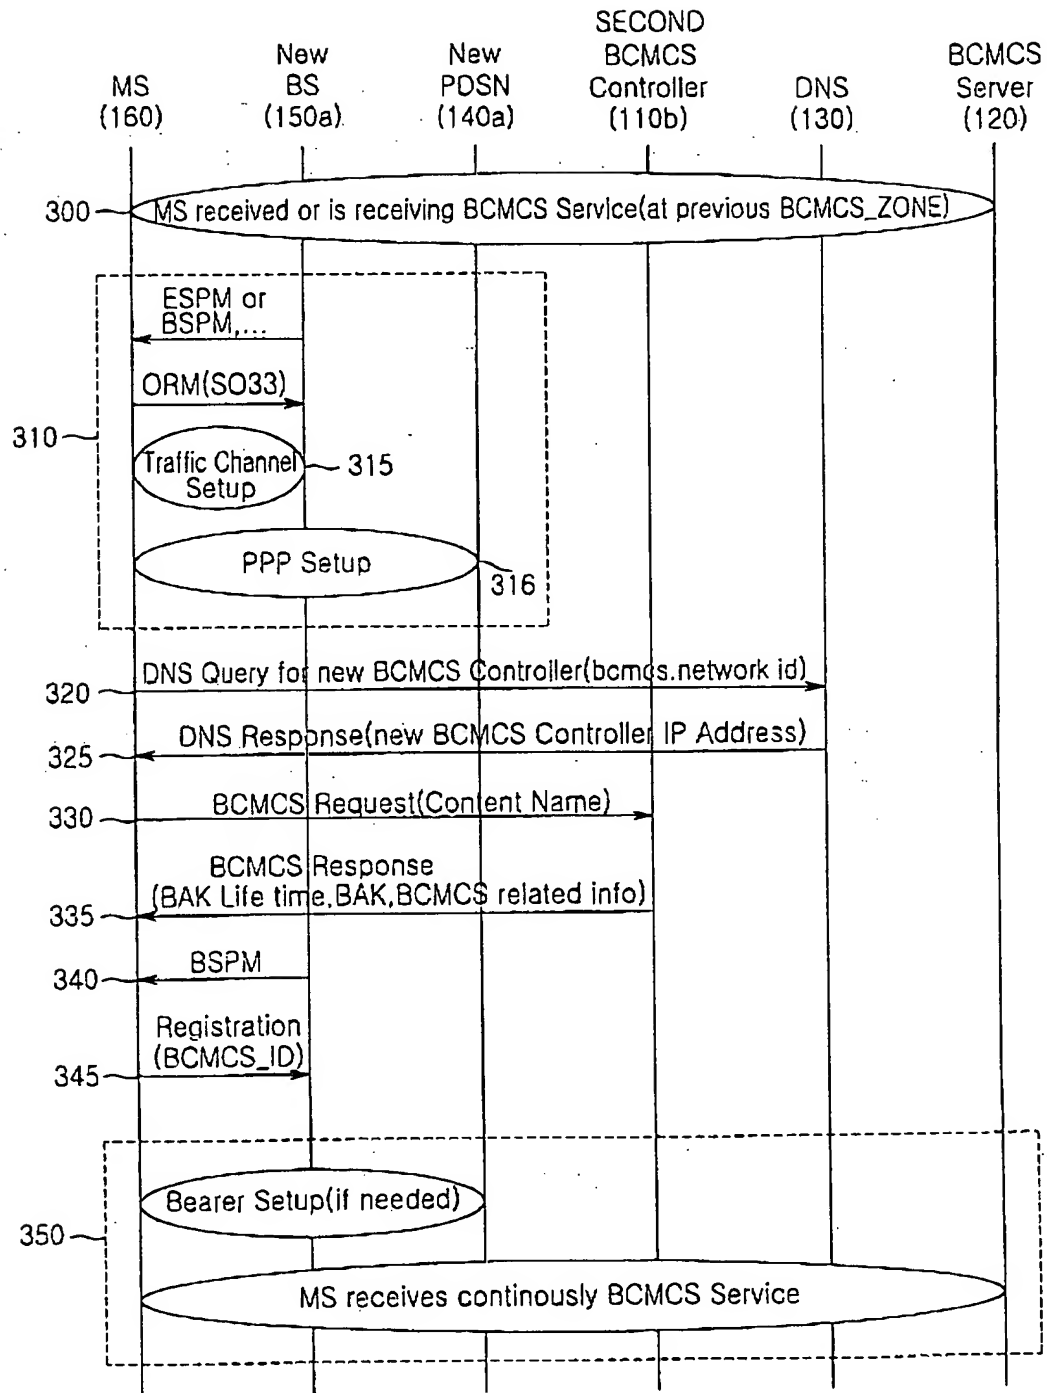 MS
(160)
New
BS
(150a)
New
PDSN
(140a)
SECOND
BCMCS
Controller
(110b)
DNS
(130)
BCMCS
Server
(120)
300
MS received or is receiving BCMCS Service(at previous BCMCS_ZONE)
ESPM or
BSPM,...
ORM(SO33)
310
Traffic Channel
Setup
315
PPP Setup
316
DNS Query for new BCMCS Controller(bcmcs.network id)
320
DNS Response(new BCMCS Controller IP Address)
325
BCMCS Request(Content Name)
330
BCMCS Response
(BAK Life time,BAK,BCMCS related info)
335
BSPM
340
Registration
(BCMCS_ID)
345
Bearer Setup(if needed)
350
MS receives continously BCMCS Service